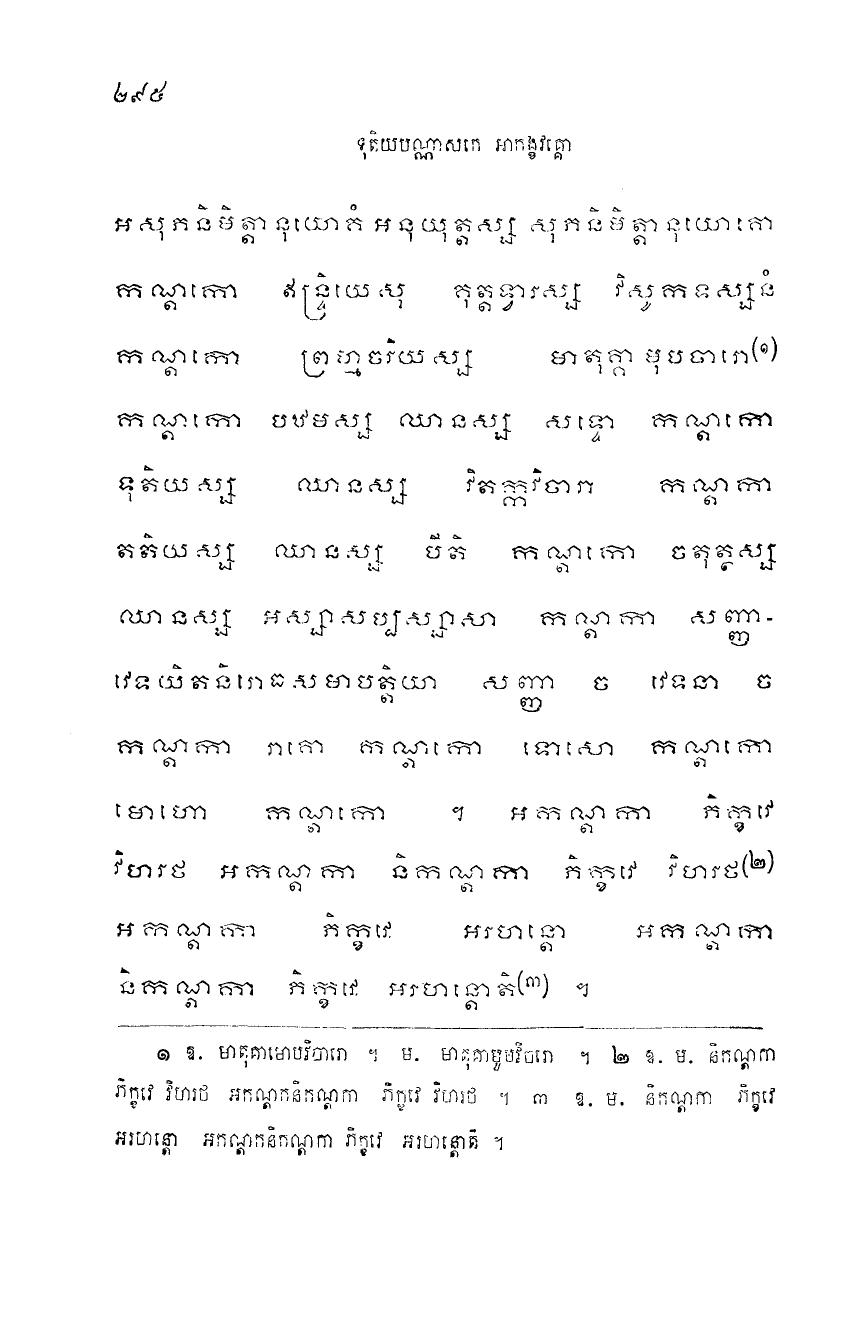 ២៩៤
ទុតិយបណ្ណាសកេ អាកង្ខវគ្គោ
អសុភនិមិត្តានុយោគំ អនុយុត្តស្ស សុភនិមិត្តានុយោគោ
កណ្ដកោ ឥន្ទ្រិយេសុ គុត្តទ្វារស្ស វិសូកទស្សនំ
កណ្ដកោ ព្រហ្មចរិយស្ស មាតុគ្គាមុបចារោ(១)
កណ្ដកោ បឋមស្ស ឈានស្ស សទ្ទោ កណ្ដកោ
ទុតិយស្ស ឈានស្ស វិតក្កវិចារា កណ្ដកា
តតិយស្ស ឈានស្ស បីតិ កណ្ដកោ ចតុត្ថស្ស
ឈានស្ស អស្សាសប្បស្សាសា កណ្ដកា សញ្ញា-
វេទយិតនិរោធសមាបត្តិយា សញ្ញា ច វេទនា ច
កណ្ដកា រាគោ កណ្ដកោ ទោសោ កណ្ដកោ
មោហោ កណ្ដកោ ។ អកណ្ដកា ភិក្ខវេ
វិហរថ អកណ្ដកា និកណ្ដកា ភិក្ខវេ វិហរថ(២)
អកណ្ដកា ភិក្ខវេ អរហន្តោ អកណ្ដកា
និកណ្ដកា ភិក្ខវេ អរហន្តោតិ(៣) ។
១ ឱ. មាតុគាមោបវិចារោ ។ ម. មាតុគាមូបវិចរោ ។ ២ ឱ. ម. និកណ្ដកា
ភិក្ខវេ វិហរថ អកណ្ដកនិកណ្ដកា ភិក្ខវេ វិហរថ ។ ៣ ឱ. ម. និកណ្ដកា ភិក្ខវេ
អរហន្តោ អកណ្ដកនិកណ្ដកា ភិក្ខវេ អរហន្តោតិ ។